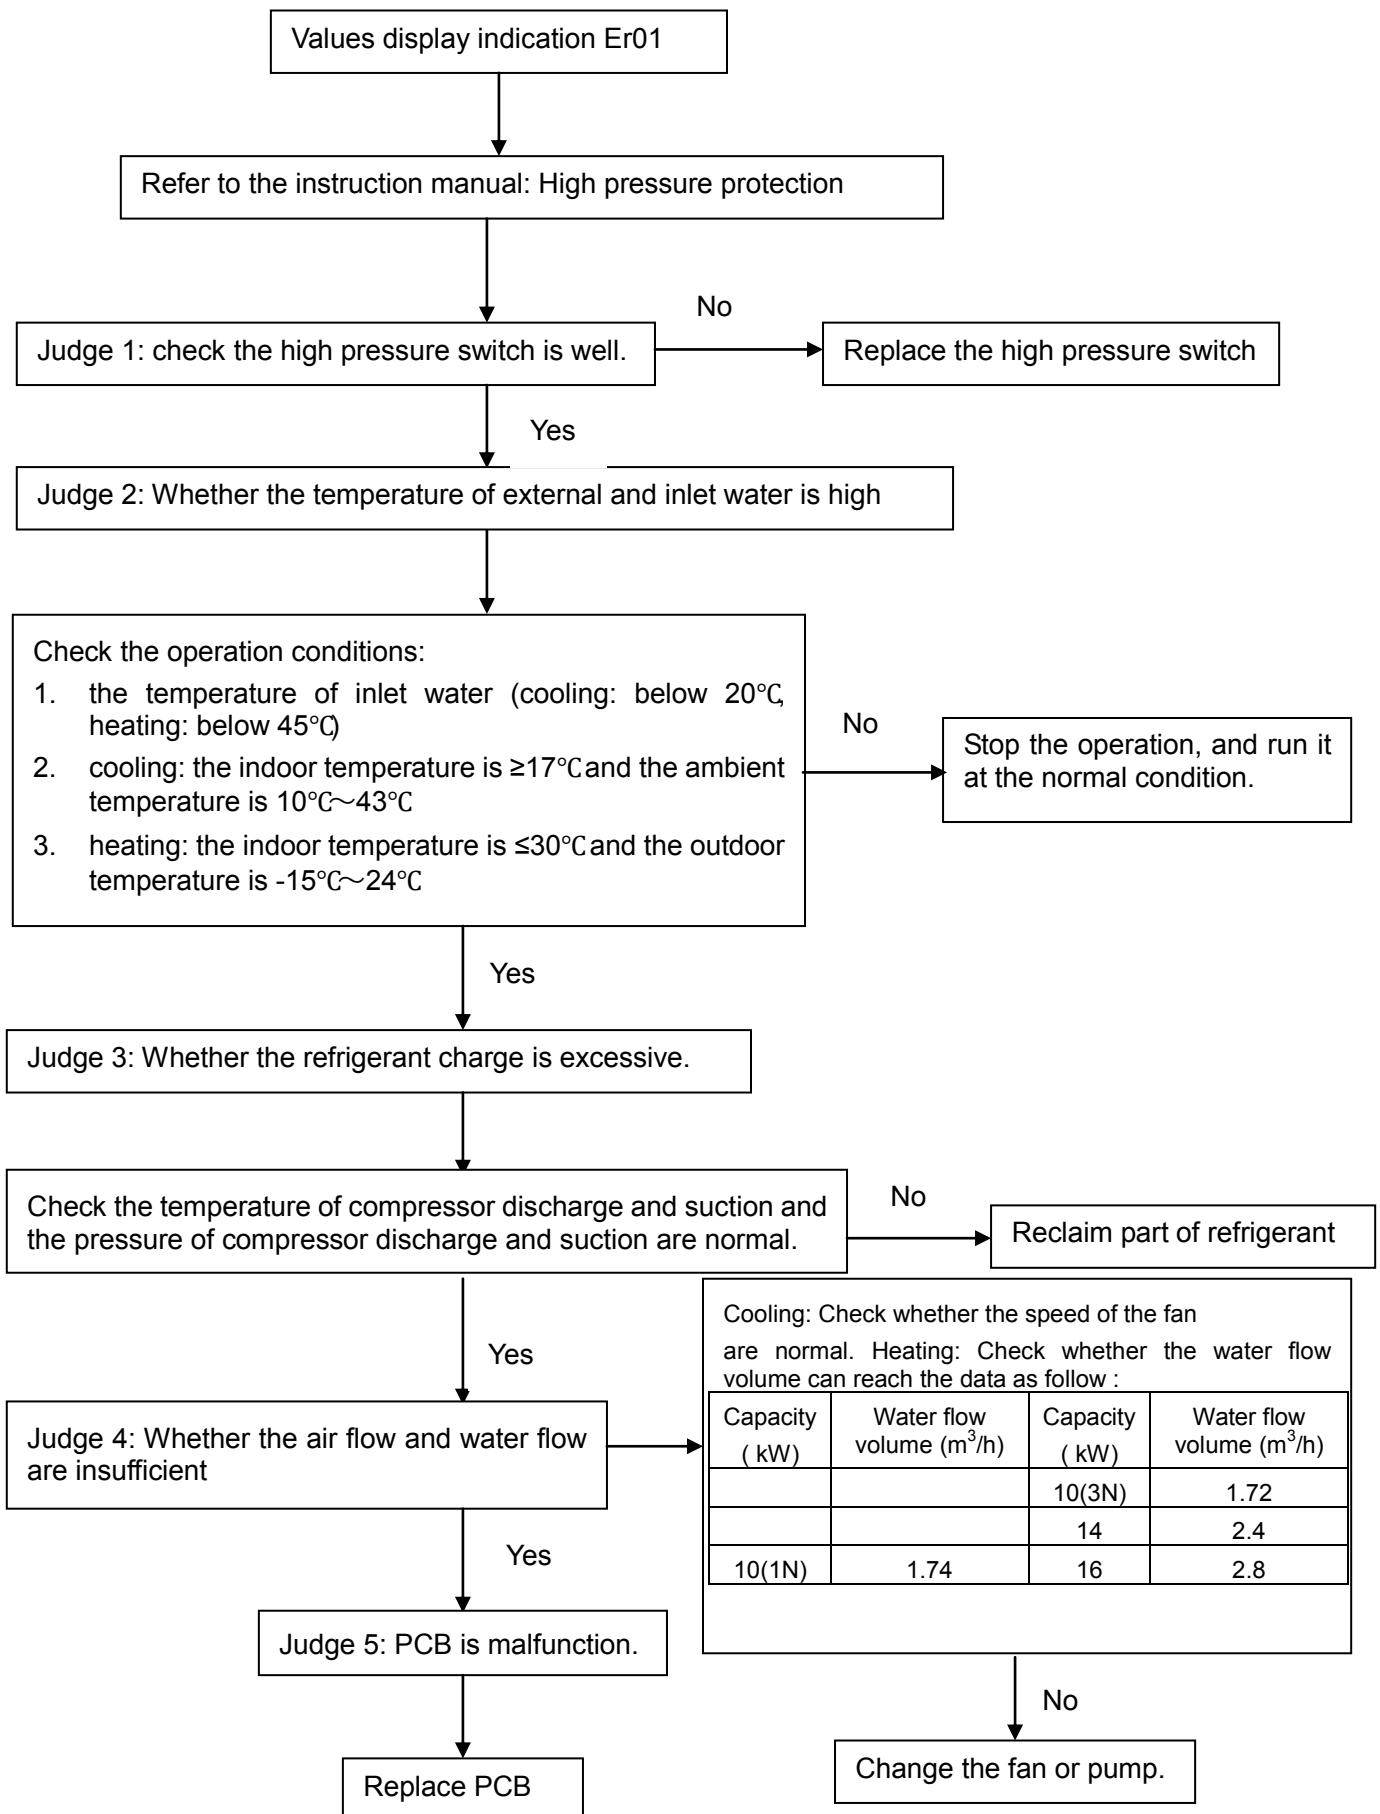 Values display indication Er01
Refer to the instruction manual: High pressure protection
No
Judge 1: check the high pressure switch is well.
Replace the high pressure switch
Yes
Judge 2: Whether the temperature of external and inlet water is high
Check the operation conditions:
1. the temperature of inlet water (cooling: below 20℃,
heating: below 45℃)
2. cooling: the indoor temperature is ≥17℃ and the ambient
temperature is 10℃～43℃
3. heating: the indoor temperature is ≤30℃ and the outdoor
temperature is -15℃～24℃
No
Stop the operation, and run it
at the normal condition.
Yes
Judge 3: Whether the refrigerant charge is excessive.
Check the temperature of compressor discharge and suction and
the pressure of compressor discharge and suction are normal.
No
Reclaim part of refrigerant
Yes
Judge 4: Whether the air flow and water flow
are insufficient
Cooling: Check whether the speed of the fan
are normal. Heating: Check whether the water flow
volume can reach the data as follow :
Capacity Water flow Capacity Water flow
( kW) volume (m³/h) ( kW) volume (m³/h)
10(3N) 1.72
14 2.4
10(1N) 1.74 16 2.8
Yes
Judge 5: PCB is malfunction.
No
Replace PCB
Change the fan or pump.